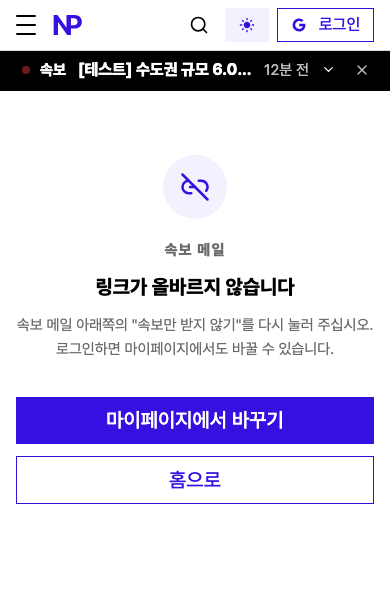 NP
G 로그인
속보 [테스트] 수도권 규모 6.0... 12분 전
속보 메일
링크가 올바르지 않습니다
속보 메일 아래쪽의 "속보만 받지 않기"를 다시 눌러 주십시오.
로그인하면 마이페이지에서도 바꿀 수 있습니다.
마이페이지에서 바꾸기
홈으로